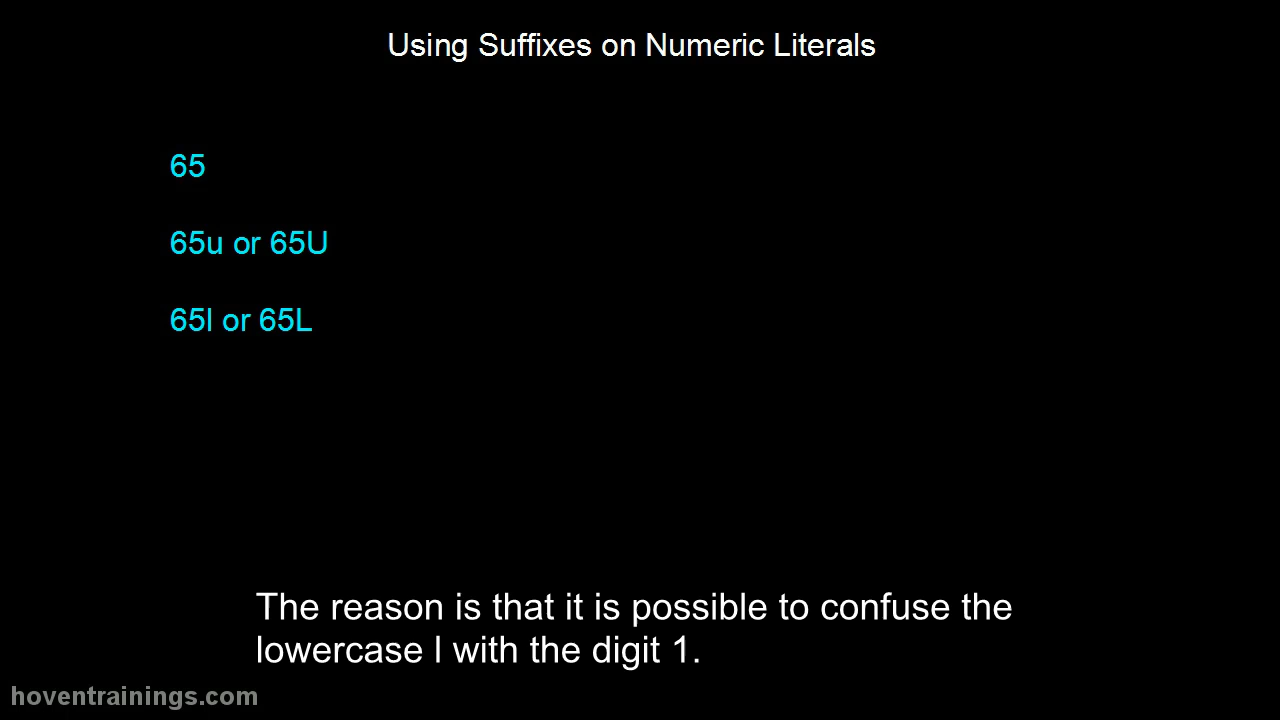 Using Suffixes on Numeric Literals
65
65u or 65U
65l or 65L
The reason is that it is possible to confuse the
lowercase l with the digit 1.
hoventrainings.com